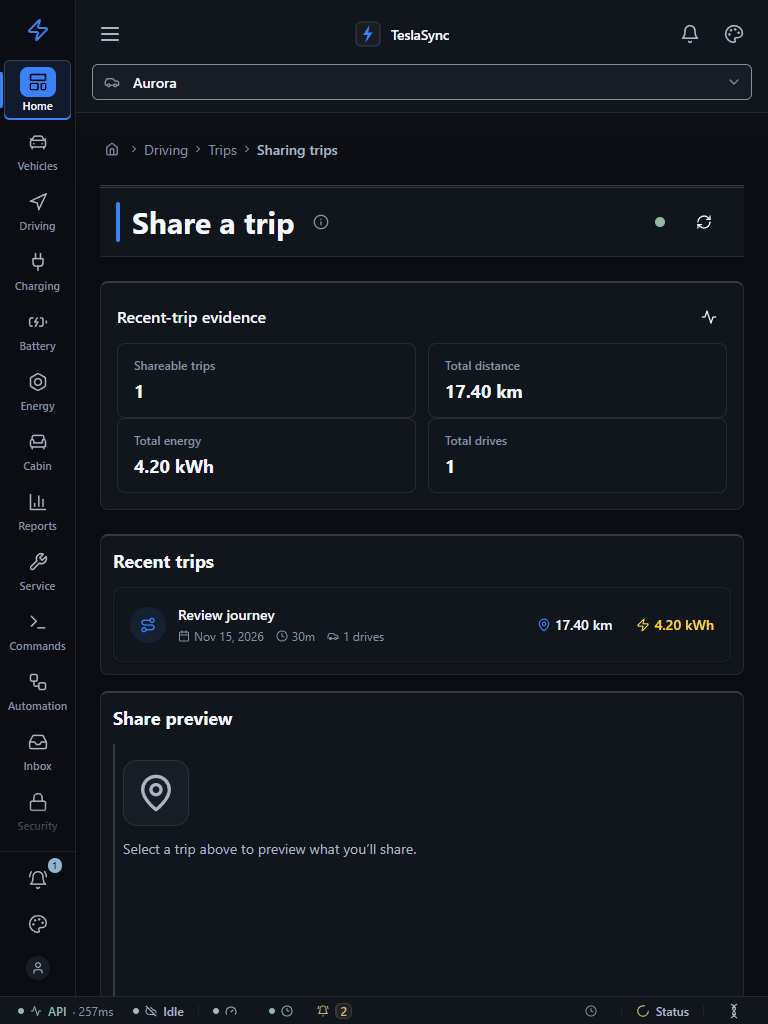 TeslaSync
Aurora
Home
Vehicles
Driving
Charging
Battery
Energy
Cabin
Reports
Service
Commands
Automation
Inbox
Security
1
Driving > Trips > Sharing trips
Share a trip
Recent-trip evidence
Shareable trips
1
Total distance
17.40 km
Total energy
4.20 kWh
Total drives
1
Recent trips
Review journey
Nov 15, 2026 30m 1 drives
17.40 km 4.20 kWh
Share preview
Select a trip above to preview what you’ll share.
API · 257ms Idle 2 Status